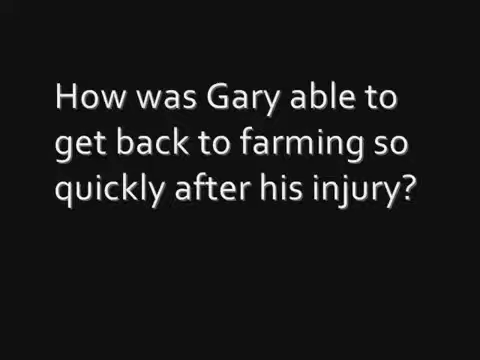 How was Gary able to
get back to farming so
quickly after his injury?